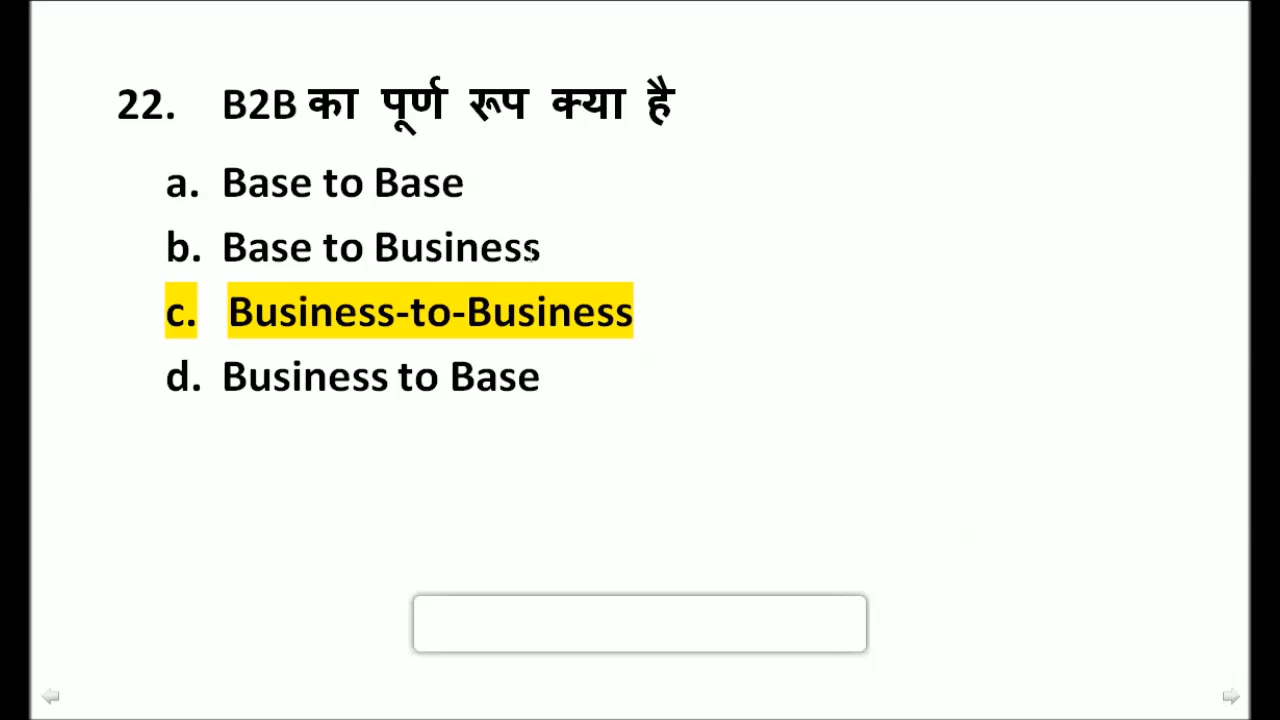 22. B2B का पूर्ण रूप क्या है
a. Base to Base
b. Base to Business
c. Business-to-Business
d. Business to Base